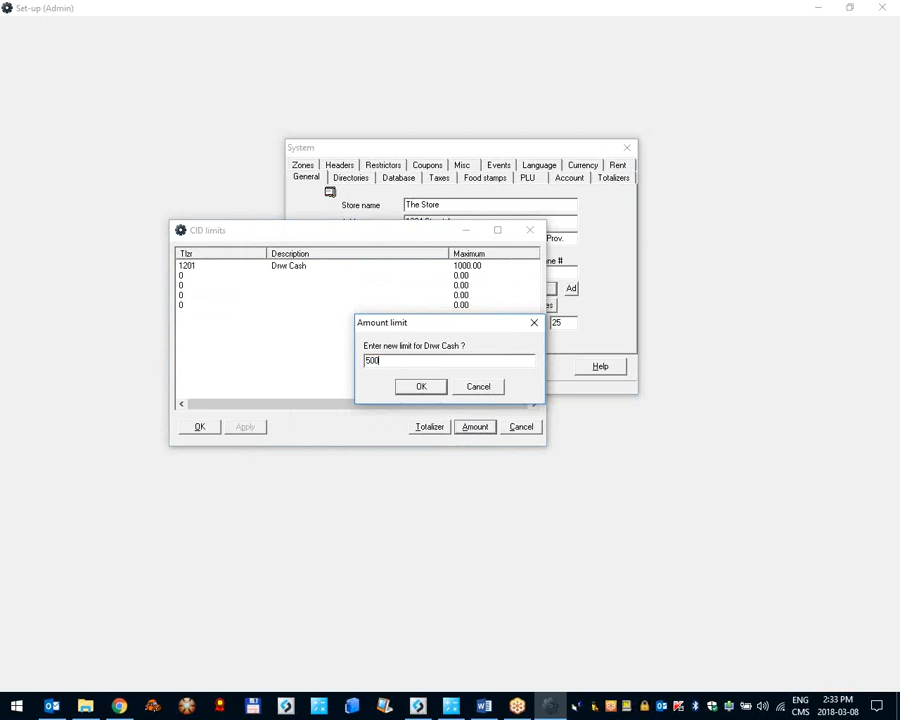 Set-up (Admin)
System
Zones Headers Restrictors Coupons Misc Events Language Currency Rent
General Directories Database Taxes Food stamps PLU Account Totalizers
Store name The Store
Prov.
CID limits
Tlzr Description Maximum
1201 Drwr Cash 1000.00
0 0.00
0 0.00
0 0.00
0 0.00
Ad
25
Amount limit
Enter new limit for Drwr Cash ?
500
OK Cancel
Help
OK Apply Totalizer Amount Cancel
ENG 2:33 PM
CMS 2018-03-08